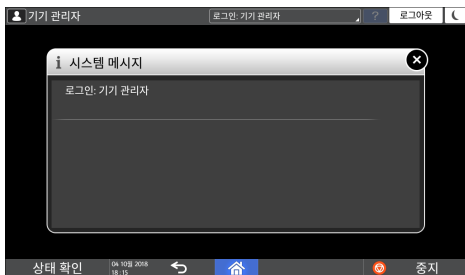 기기 관리자
로그인: 기기 관리자
?
로그아웃
i 시스템 메시지
로그인: 기기 관리자
상태 확인
04 10월 2018
18 : 15
중지